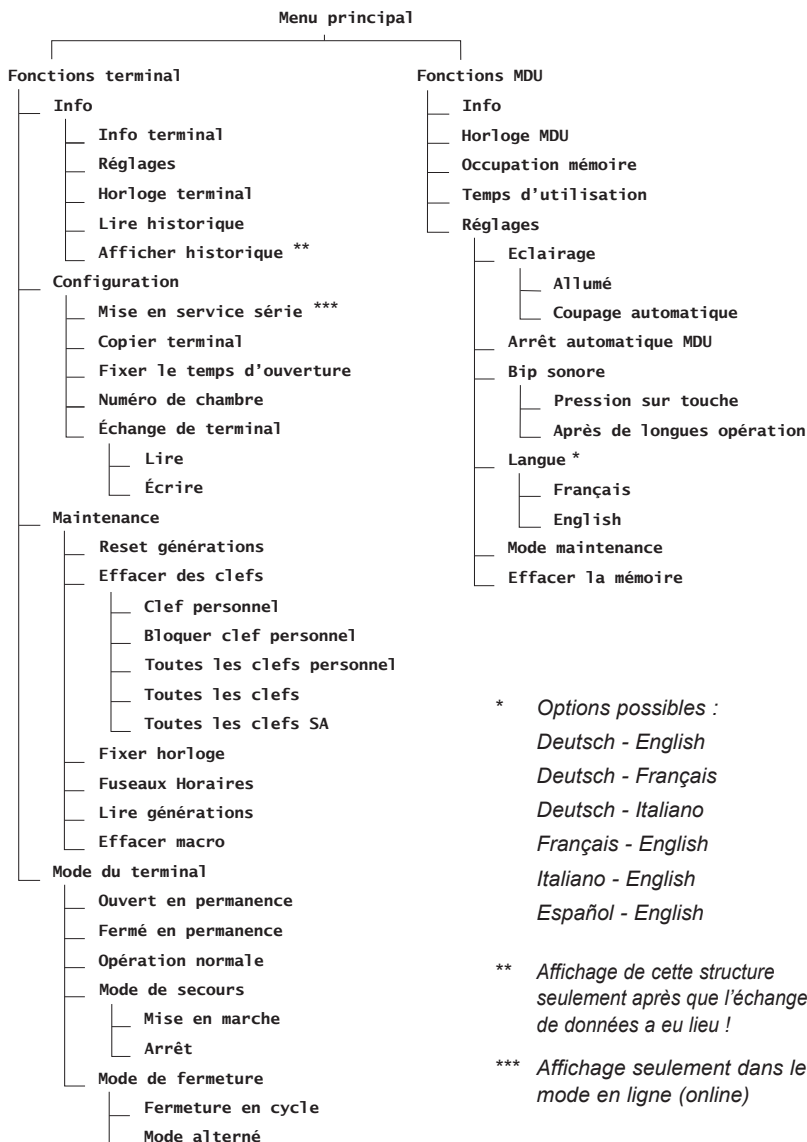 Menu principal
Fonctions terminal
Info
Info terminal
Réglages
Horloge terminal
Lire historique
Afficher historique **
Configuration
Mise en service série ***
Copier terminal
Fixer le temps d'ouverture
Numéro de chambre
Échange de terminal
Lire
Écrire
Maintenance
Reset générations
Effacer des clefs
Clef personnel
Bloquer clef personnel
Toutes les clefs personnel
Toutes les clefs
Toutes les clefs SA
Fixer horloge
Fuseaux Horaires
Lire générations
Effacer macro
Mode du terminal
Ouvert en permanence
Fermé en permanence
Opération normale
Mode de secours
Mise en marche
Arrêt
Mode de fermeture
Fermeture en cycle
Mode alterné
Fonctions MDU
Info
Horloge MDU
Occupation mémoire
Temps d'utilisation
Réglages
Eclairage
Allumé
Coupage automatique
Arrêt automatique MDU
Bip sonore
Pression sur touche
Après de longues opération
Langue *
Français
English
Mode maintenance
Effacer la mémoire
* Options possibles :
Deutsch - English
Deutsch - Français
Deutsch - Italiano
Français - English
Italiano - English
Español - English
** Affichage de cette structure
seulement après que l'échange
de données a eu lieu !
*** Affichage seulement dans le
mode en ligne (online)